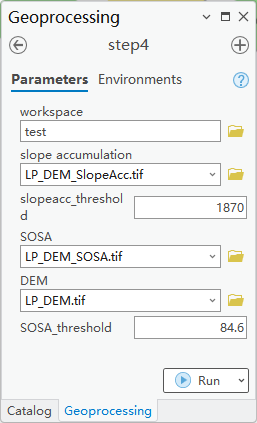 Geoprocessing
step4
Parameters Environments
?
workspace
test
slope accumulation
LP_DEM_SlopeAcc.tif
slopeacc_threshol
d
1870
SOSA
LP_DEM_SOSA.tif
DEM
LP_DEM.tif
SOSA_threshold 84.6
Run
Catalog Geoprocessing